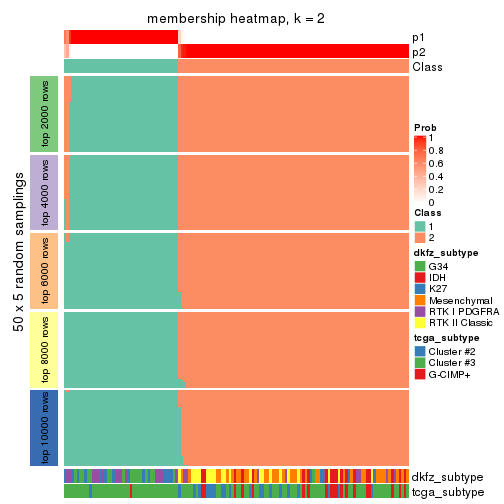 membership heatmap, k = 2
p1
p2
Class
50 x 5 random samplings
top 2000 rows
top 4000 rows
top 6000 rows
top 8000 rows
top 10000 rows
dkfz_subtype
tcga_subtype
Prob
1
0.8
0.6
0.4
0.2
0
Class
1
2
dkfz_subtype
G34
IDH
K27
Mesenchymal
RTK I PDGFRA
RTK II Classic
tcga_subtype
Cluster #2
Cluster #3
G-CIMP+